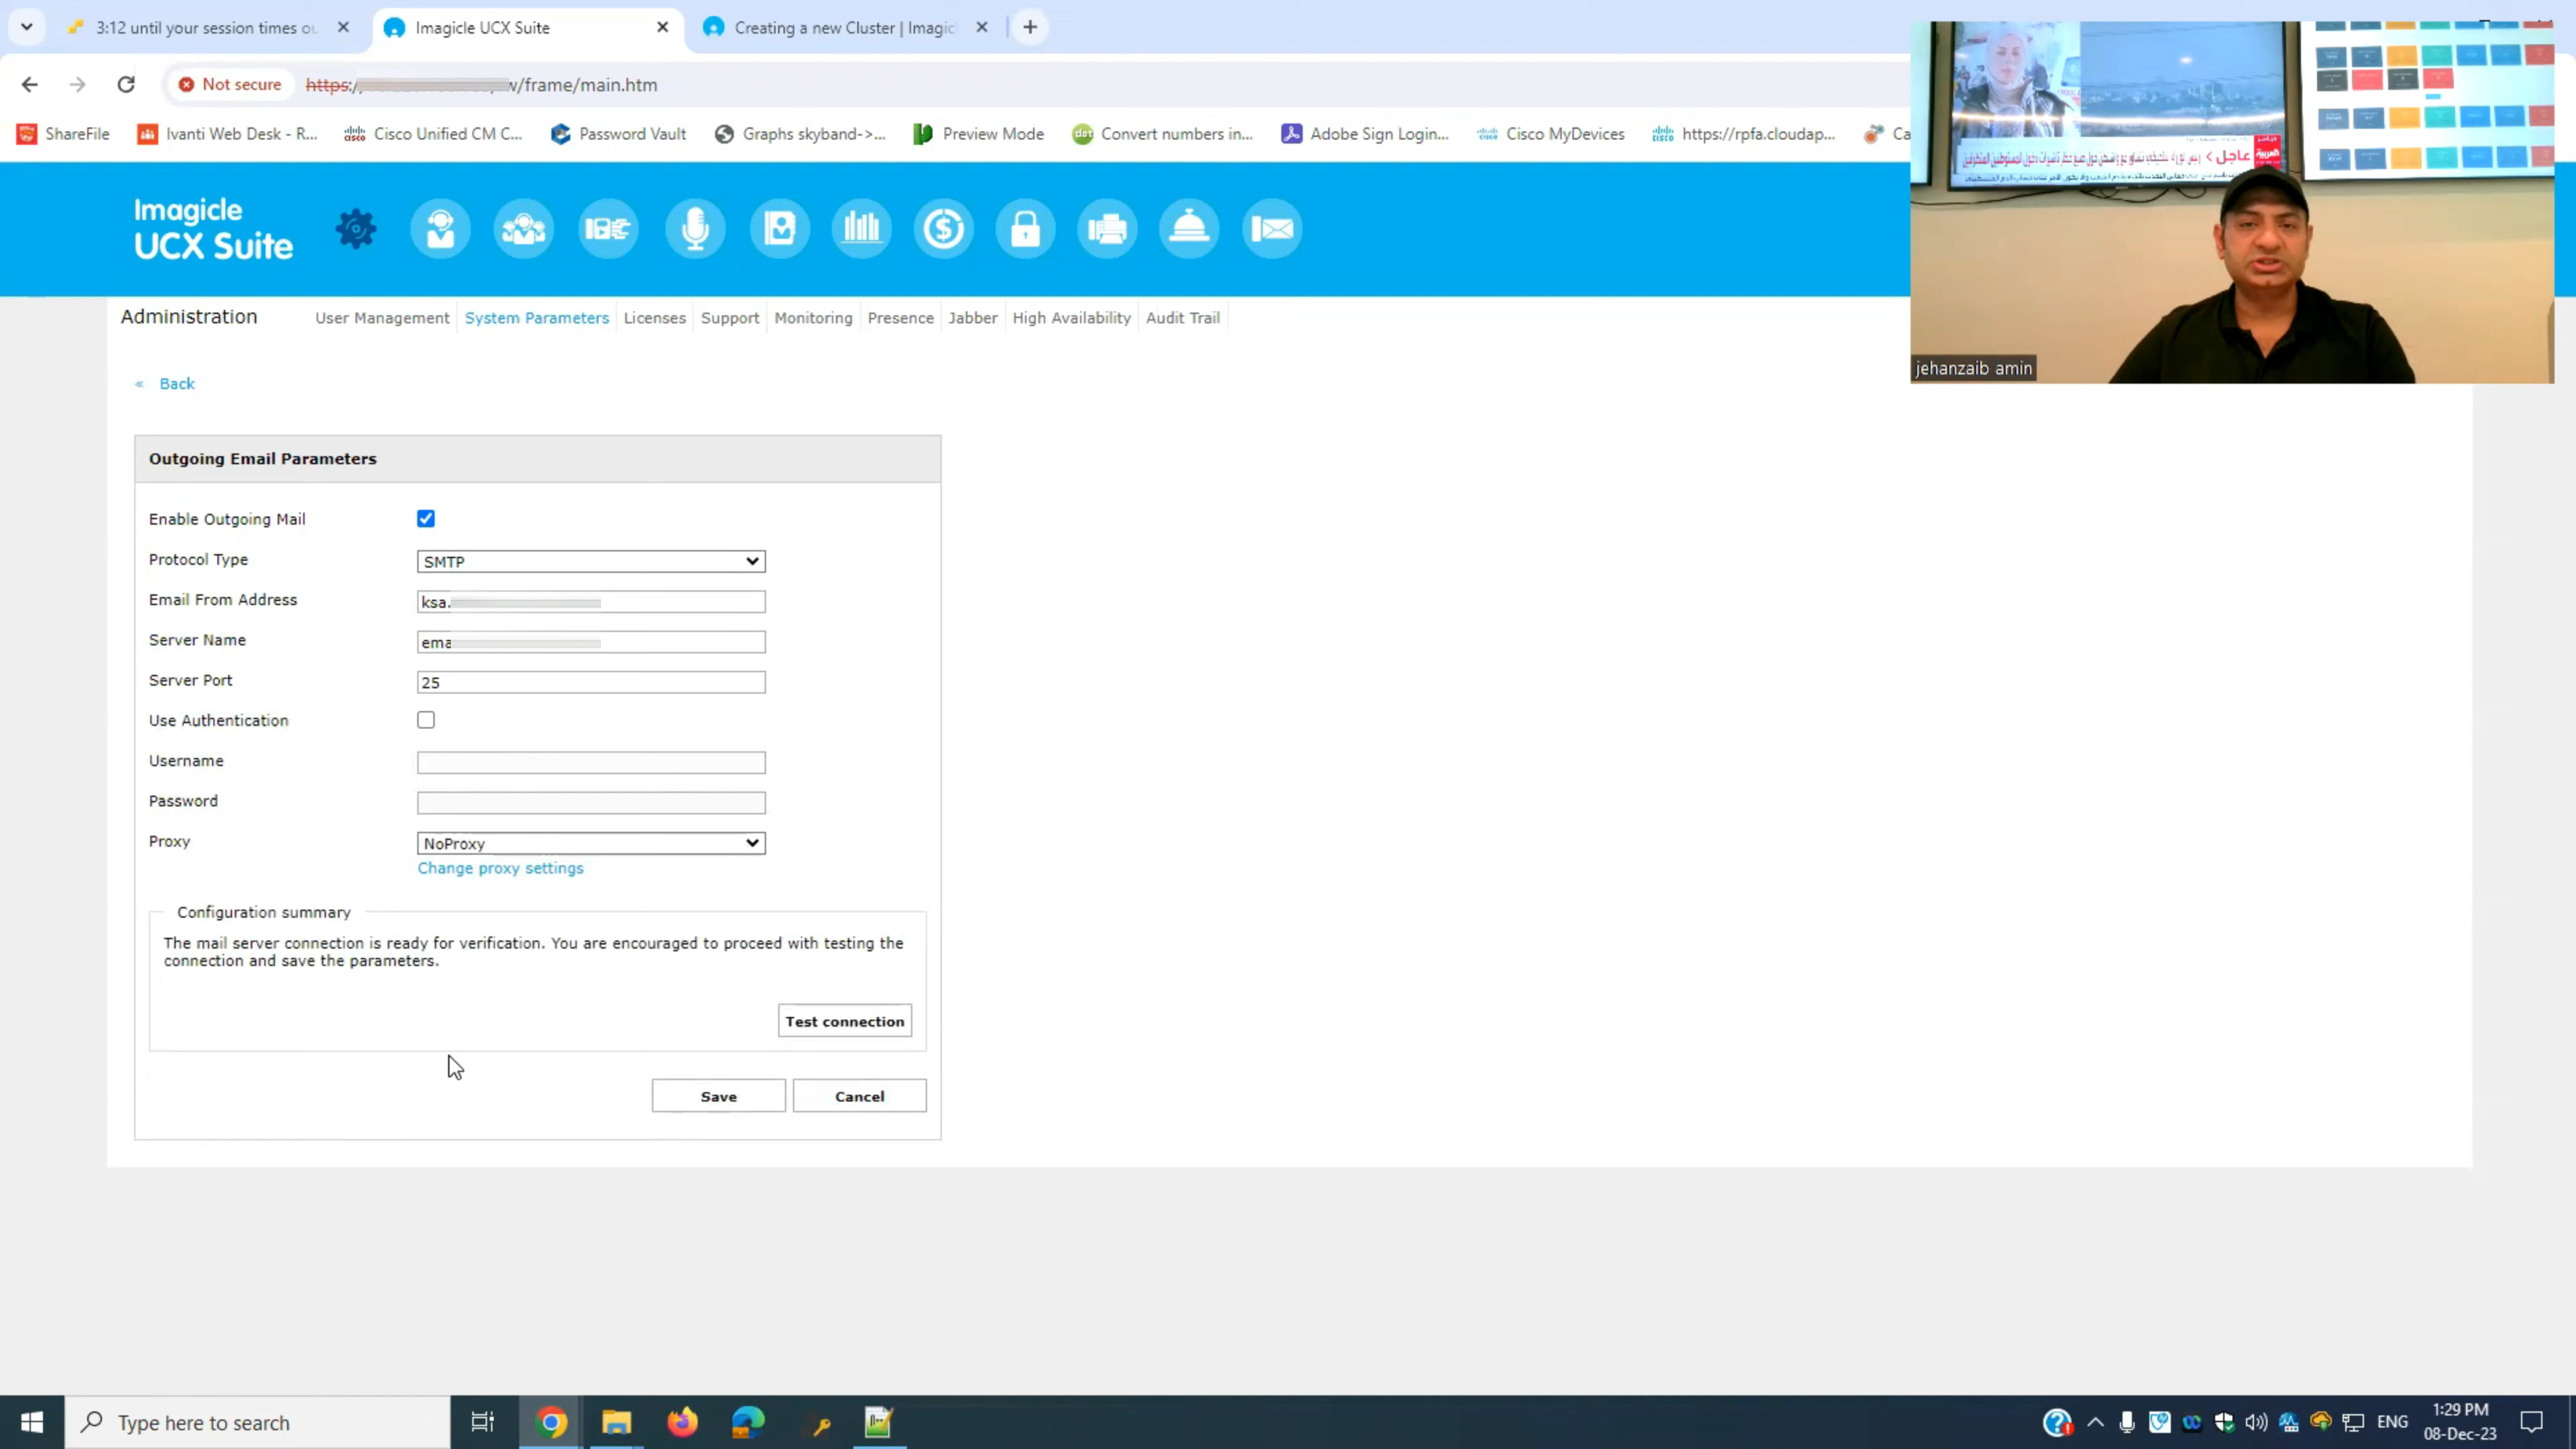 3:12 until your session times ou
Imagicle UCX Suite
Creating a new Cluster | Imagic
Not secure
https:/
w/frame/main.htm
ShareFile
Ivanti Web Desk - R...
Cisco Unified CM C...
Password Vault
Graphs skyband->...
Preview Mode
Convert numbers in...
Adobe Sign Login...
Cisco MyDevices
https://rpfa.cloudap...
Ca
Imagicle
UCX Suite
عاجل
العربية
jehanzaib amin
Administration
User Management
System Parameters
Licenses
Support
Monitoring
Presence
Jabber
High Availability
Audit Trail
« Back
Outgoing Email Parameters
Enable Outgoing Mail
Protocol Type
SMTP
Email From Address
ksa.
Server Name
ema
Server Port
25
Use Authentication
Username
Password
Proxy
NoProxy
Change proxy settings
Configuration summary
The mail server connection is ready for verification. You are encouraged to proceed with testing the
connection and save the parameters.
Test connection
Save
Cancel
Type here to search
ENG
1:29 PM
08-Dec-23